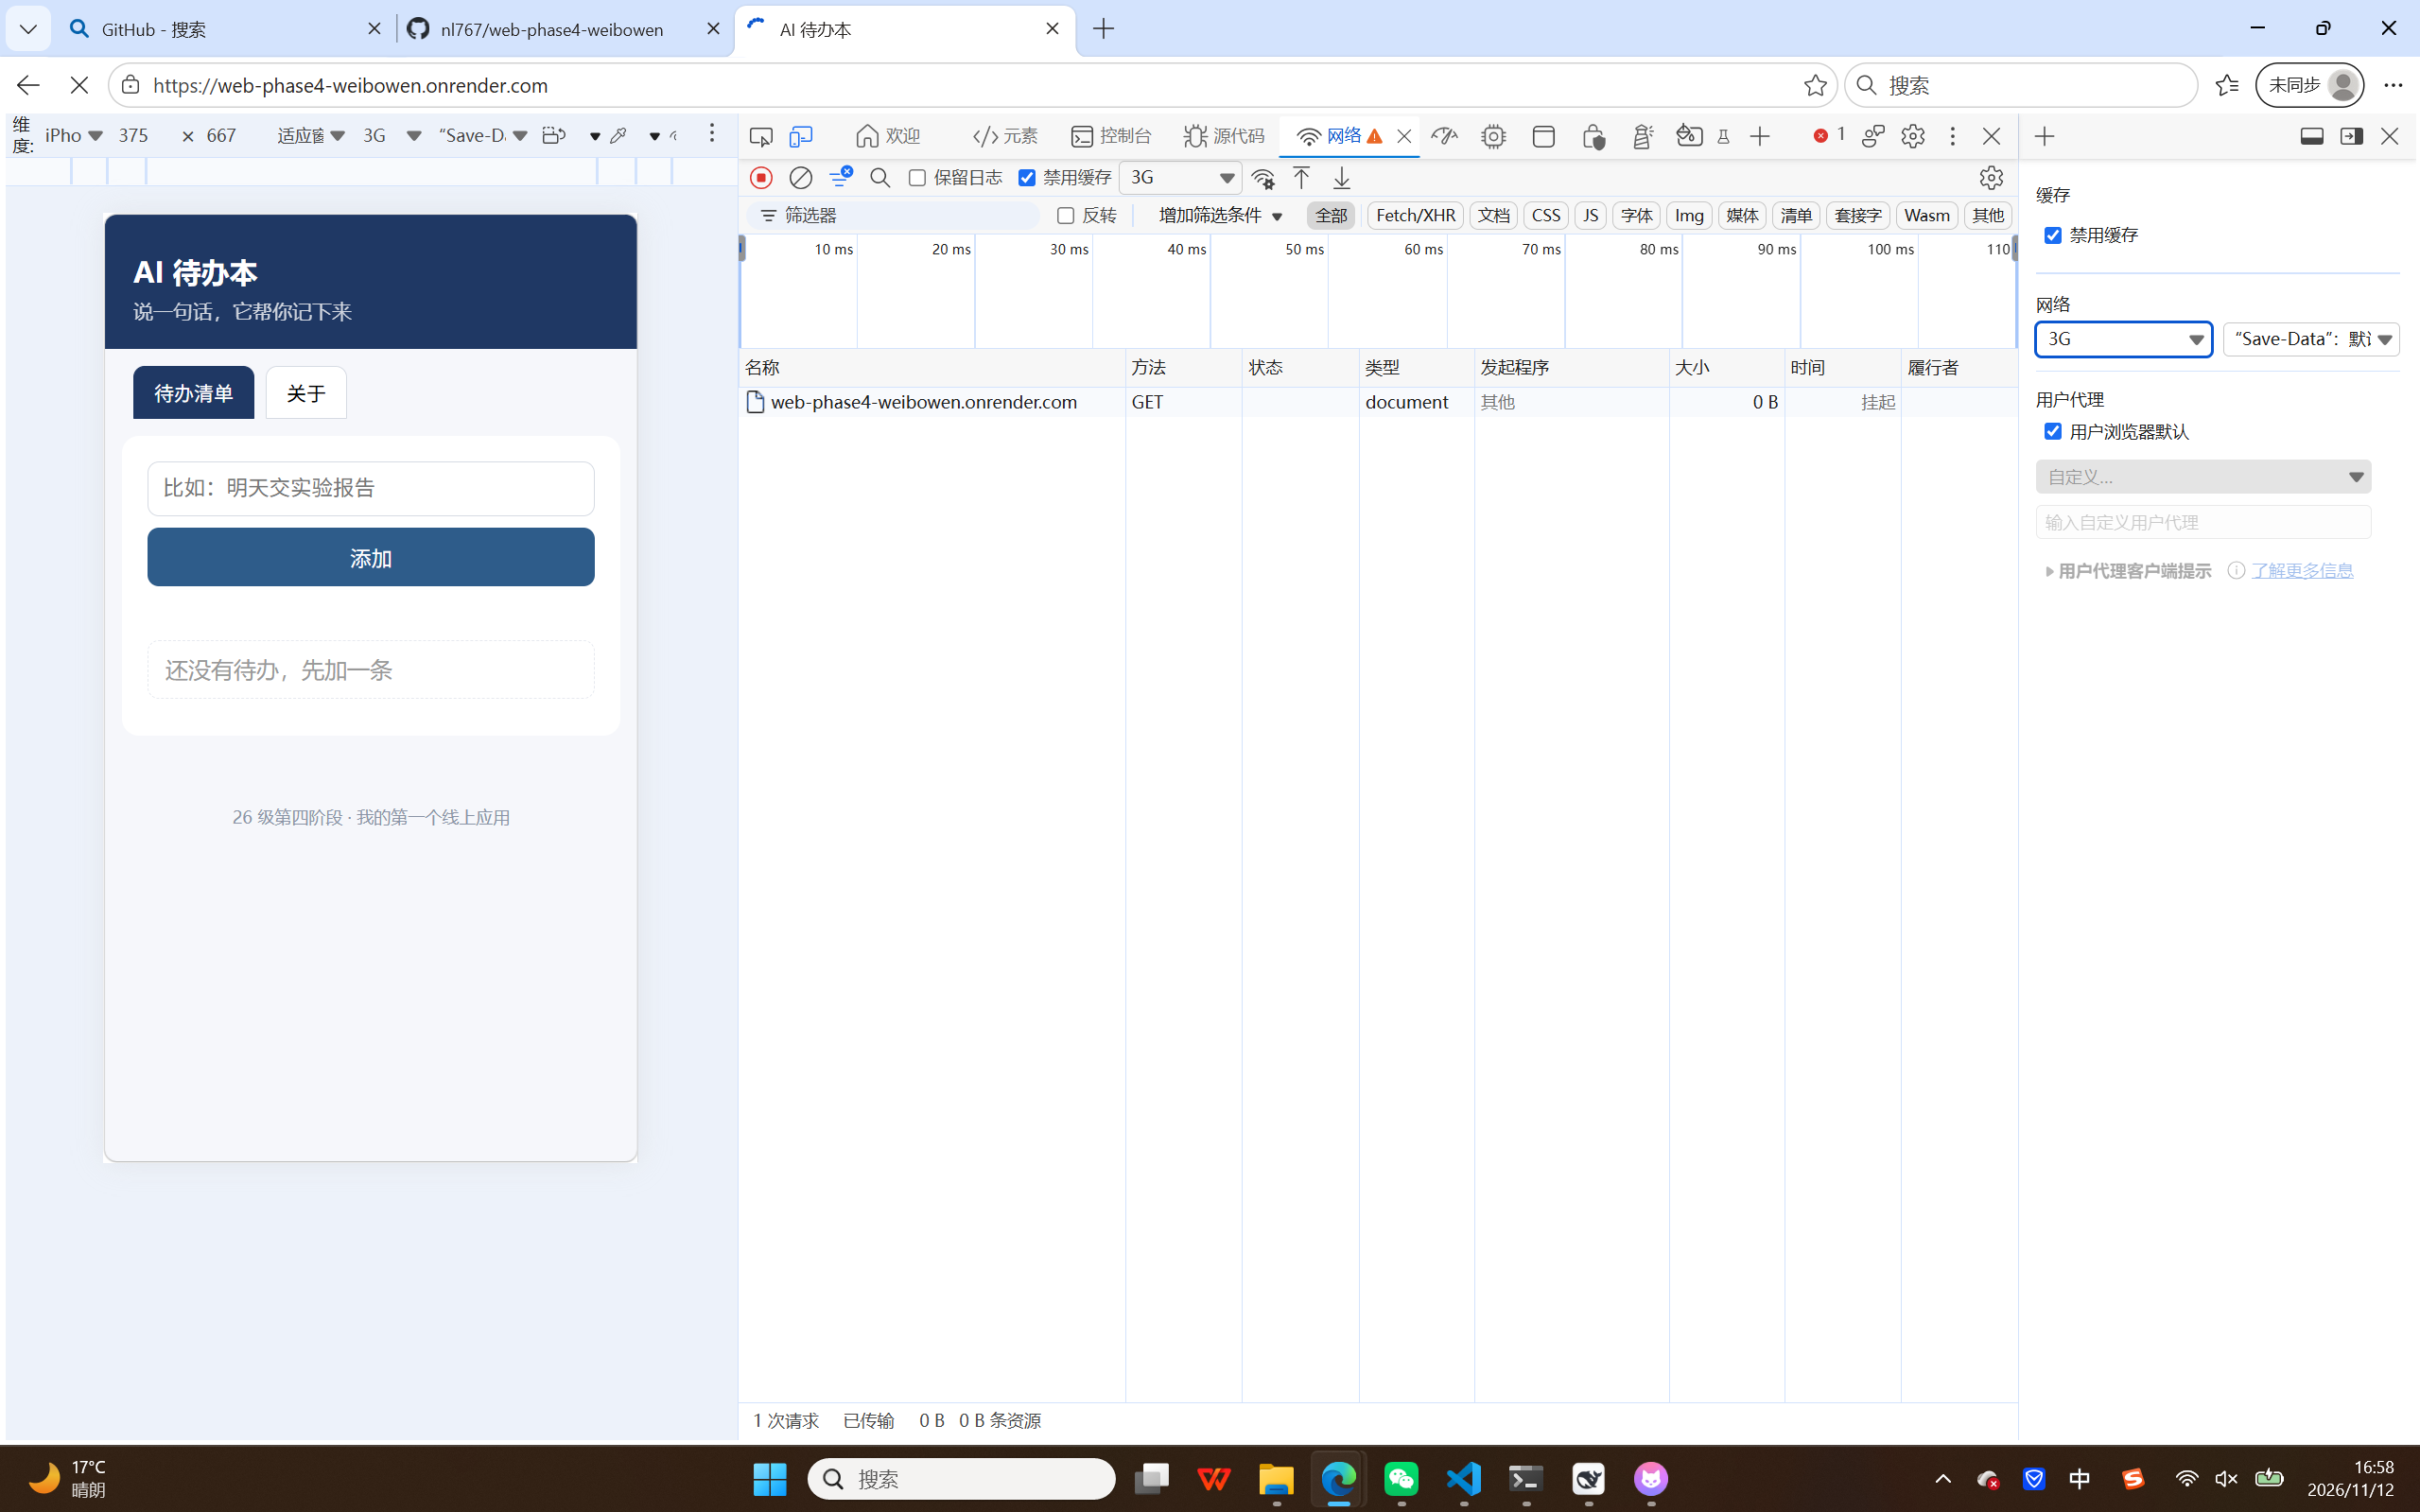 GitHub - 搜索
nl767/web-phase4-weibowen
AI 待办本
https://web-phase4-weibowen.onrender.com
搜索
未同步
维度:
iPho
375
×
667
3G
“Save-D
欢迎
元素
控制台
源代码
网络
1
保留日志
禁用缓存
3G
筛选器
反转
增加筛选条件
全部
Fetch/XHR
文档
CSS
JS
字体
Img
媒体
清单
套接字
Wasm
其他
10 ms
20 ms
30 ms
40 ms
50 ms
60 ms
70 ms
80 ms
90 ms
100 ms
110
名称
方法
状态
类型
发起程序
大小
时间
履行者
web-phase4-weibowen.onrender.com
GET
document
其他
0 B
挂起
1 次请求
已传输
0 B
0 B 条资源
AI 待办本
说一句话，它帮你记下来
待办清单
关于
比如：明天交实验报告
添加
还没有待办，先加一条
26 级第四阶段 · 我的第一个线上应用
缓存
禁用缓存
网络
3G
“Save-Data”：默
用户代理
用户浏览器默认
自定义...
输入自定义用户代理
用户代理客户端提示
了解更多信息
17°C
晴朗
搜索
中
16:58
2026/11/12